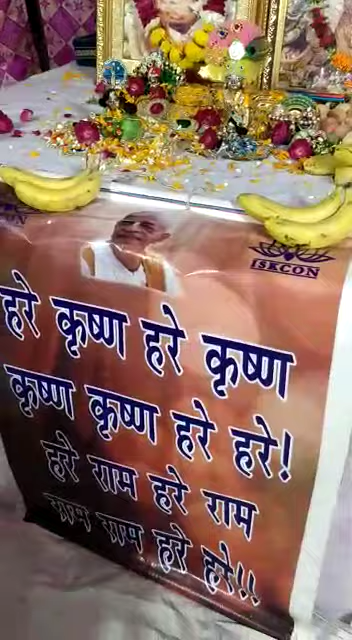 ISKCON
हरे कृष्ण हरे कृष्ण
कृष्ण कृष्ण हरे हरे!
हरे राम हरे राम
राम राम हरे हरे!!